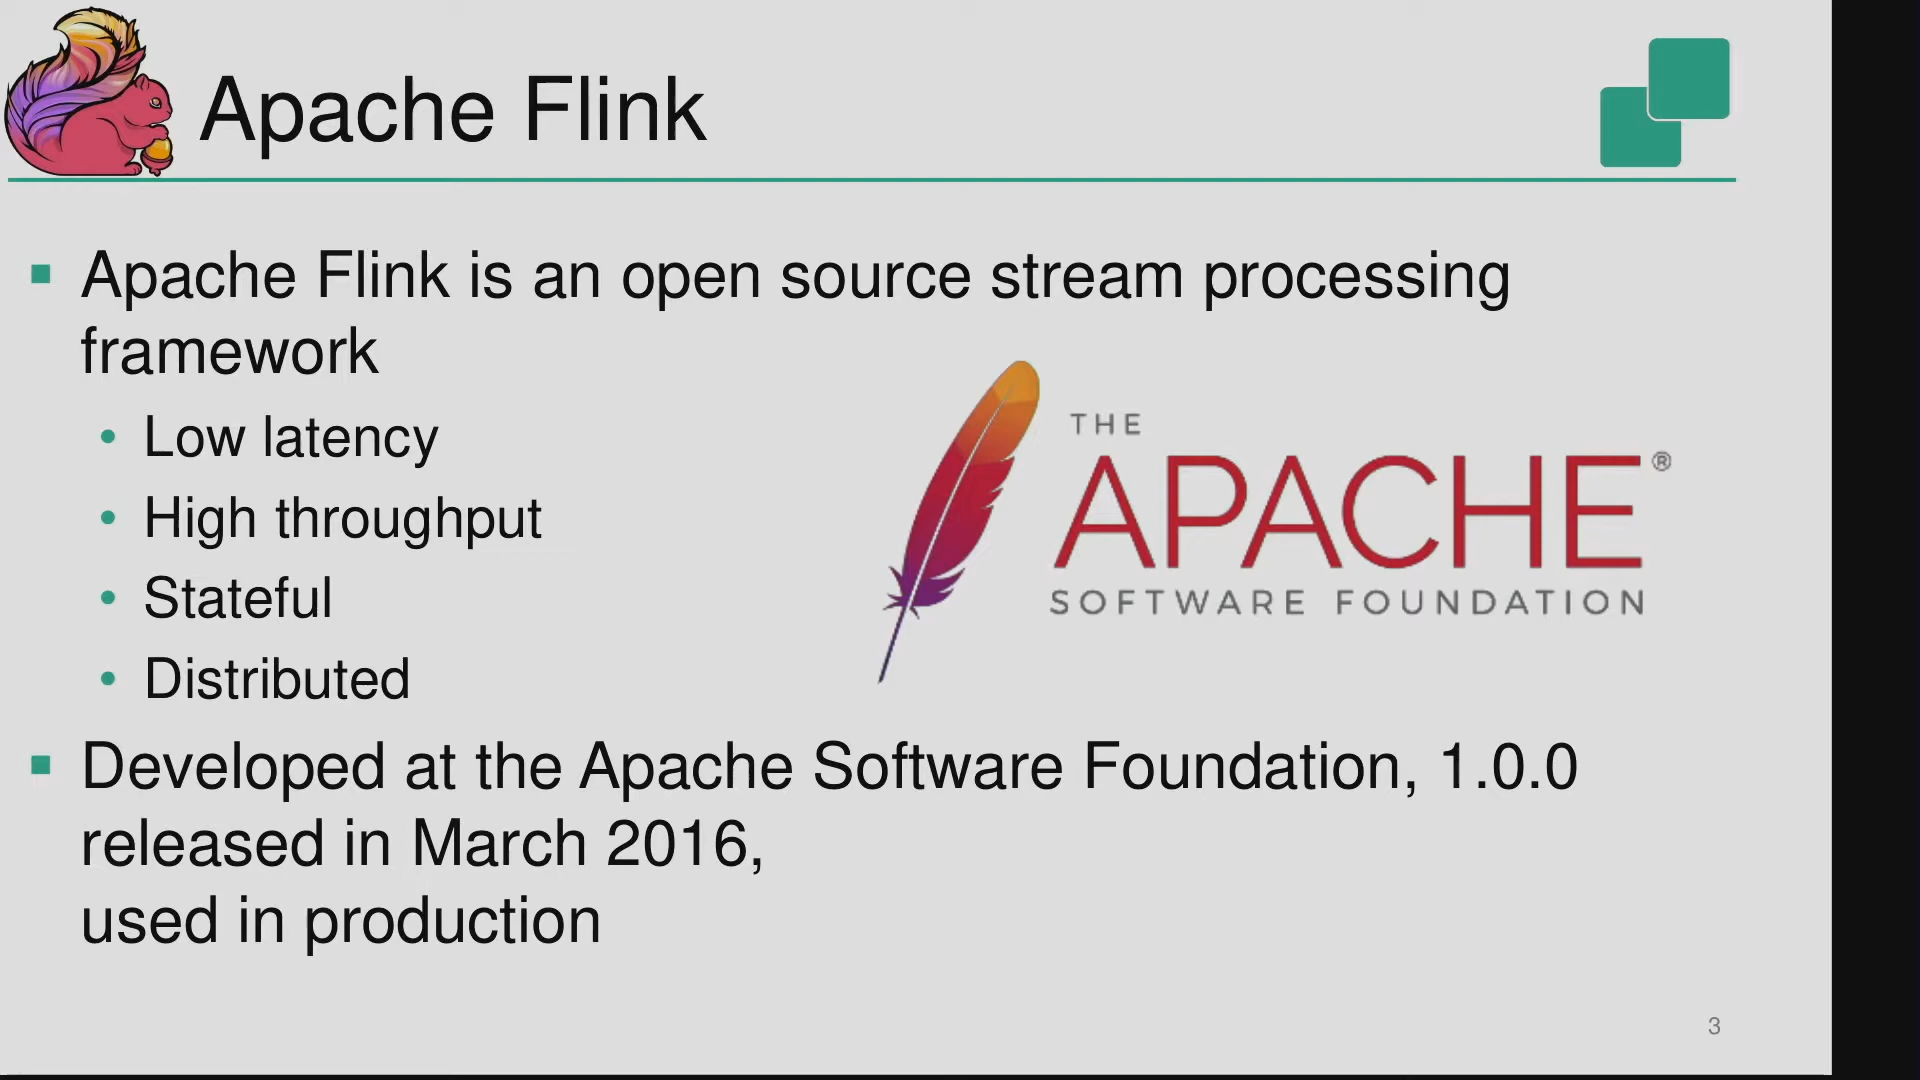 Apache Flink
Apache Flink is an open source stream processing
framework
Low latency
High throughput
Stateful
Distributed
THE
APACHE®
SOFTWARE FOUNDATION
Developed at the Apache Software Foundation, 1.0.0
released in March 2016,
used in production
3